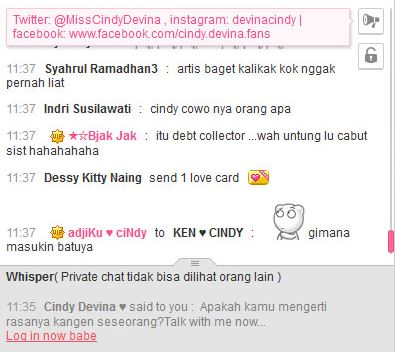 Twitter: @MissCindyDevina , instagram: devinacindy |
facebook: www.facebook.com/cindy.devina.fans
11:37 Syahrul Ramadhan3 : artis baget kalikak kok nggak
pernah liat
11:37 Indri Susilawati : cindy cowo nya orang apa
11:37 VIP ★☆Bjak Jak : itu debt collector ...wah untung lu cabut
sist hahahahaha
11:37 Dessy Kitty Naing send 1 love card
11:37 VIP adjiKu ♥ ciNdy to KEN ♥ CINDY : gimana
masukin batuya
Whisper( Private chat tidak bisa dilihat orang lain )
11:35 Cindy Devina ♥ said to you : Apakah kamu mengerti
rasanya kangen seseorang?Talk with me now...
Log in now babe